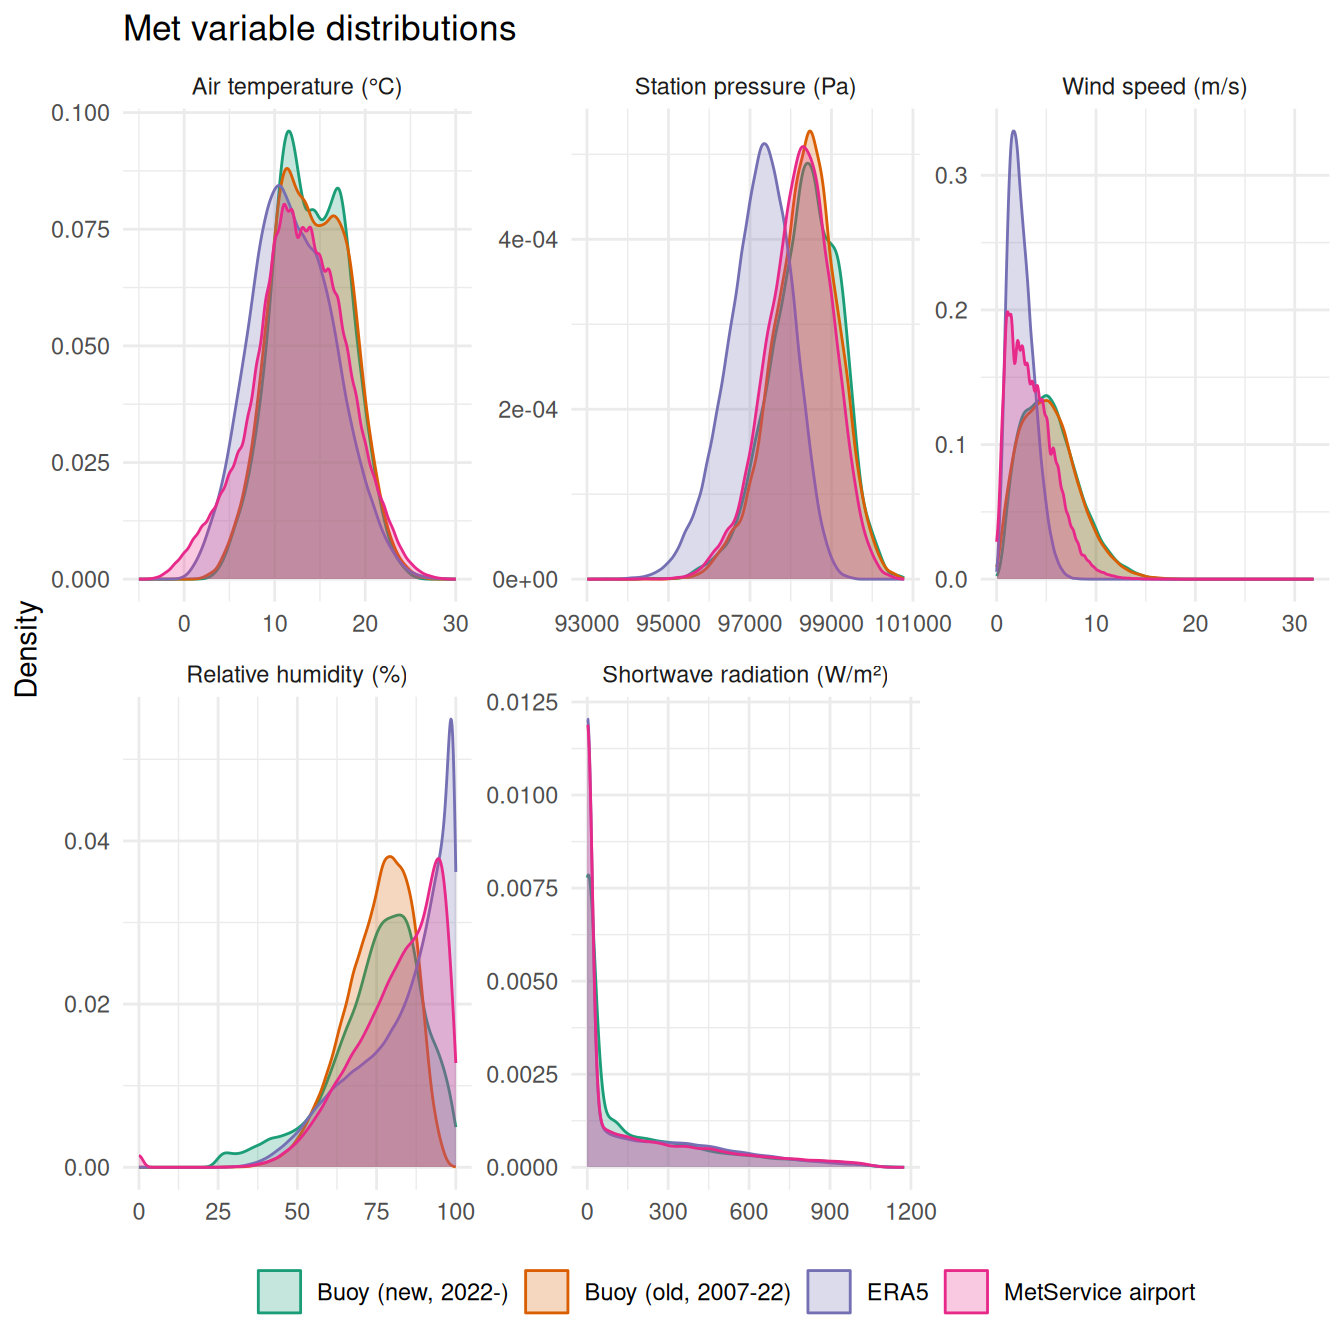 Met variable distributions
Air temperature (°C)
Station pressure (Pa)
Wind speed (m/s)
0.100
0.075
0.050
0.025
0.000
4e-04
2e-04
0e+00
0.3
0.2
0.1
0.0
0 10 20 30
93000 95000 97000 99000 101000
0 10 20 30
Density
Relative humidity (%)
Shortwave radiation (W/m²)
0.04
0.02
0.00
0.0125
0.0100
0.0075
0.0050
0.0025
0.0000
0 25 50 75 100
0 300 600 900 1200
Buoy (new, 2022-) Buoy (old, 2007-22) ERA5 MetService airport